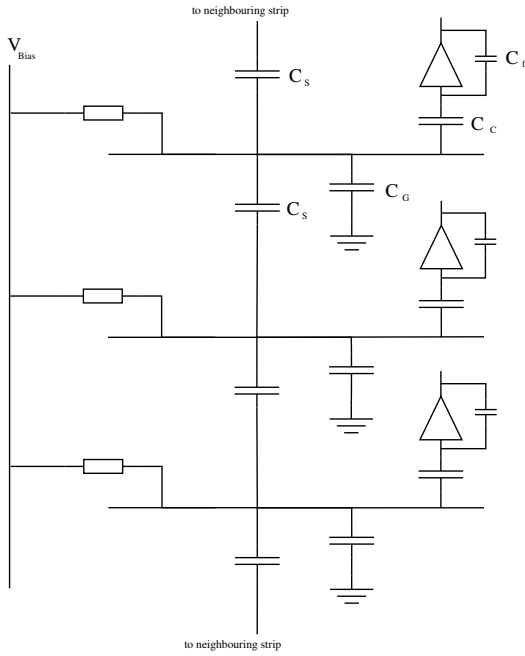 to neighbouring strip
V Bias
C S
C f
C C
C G
C S
to neighbouring strip